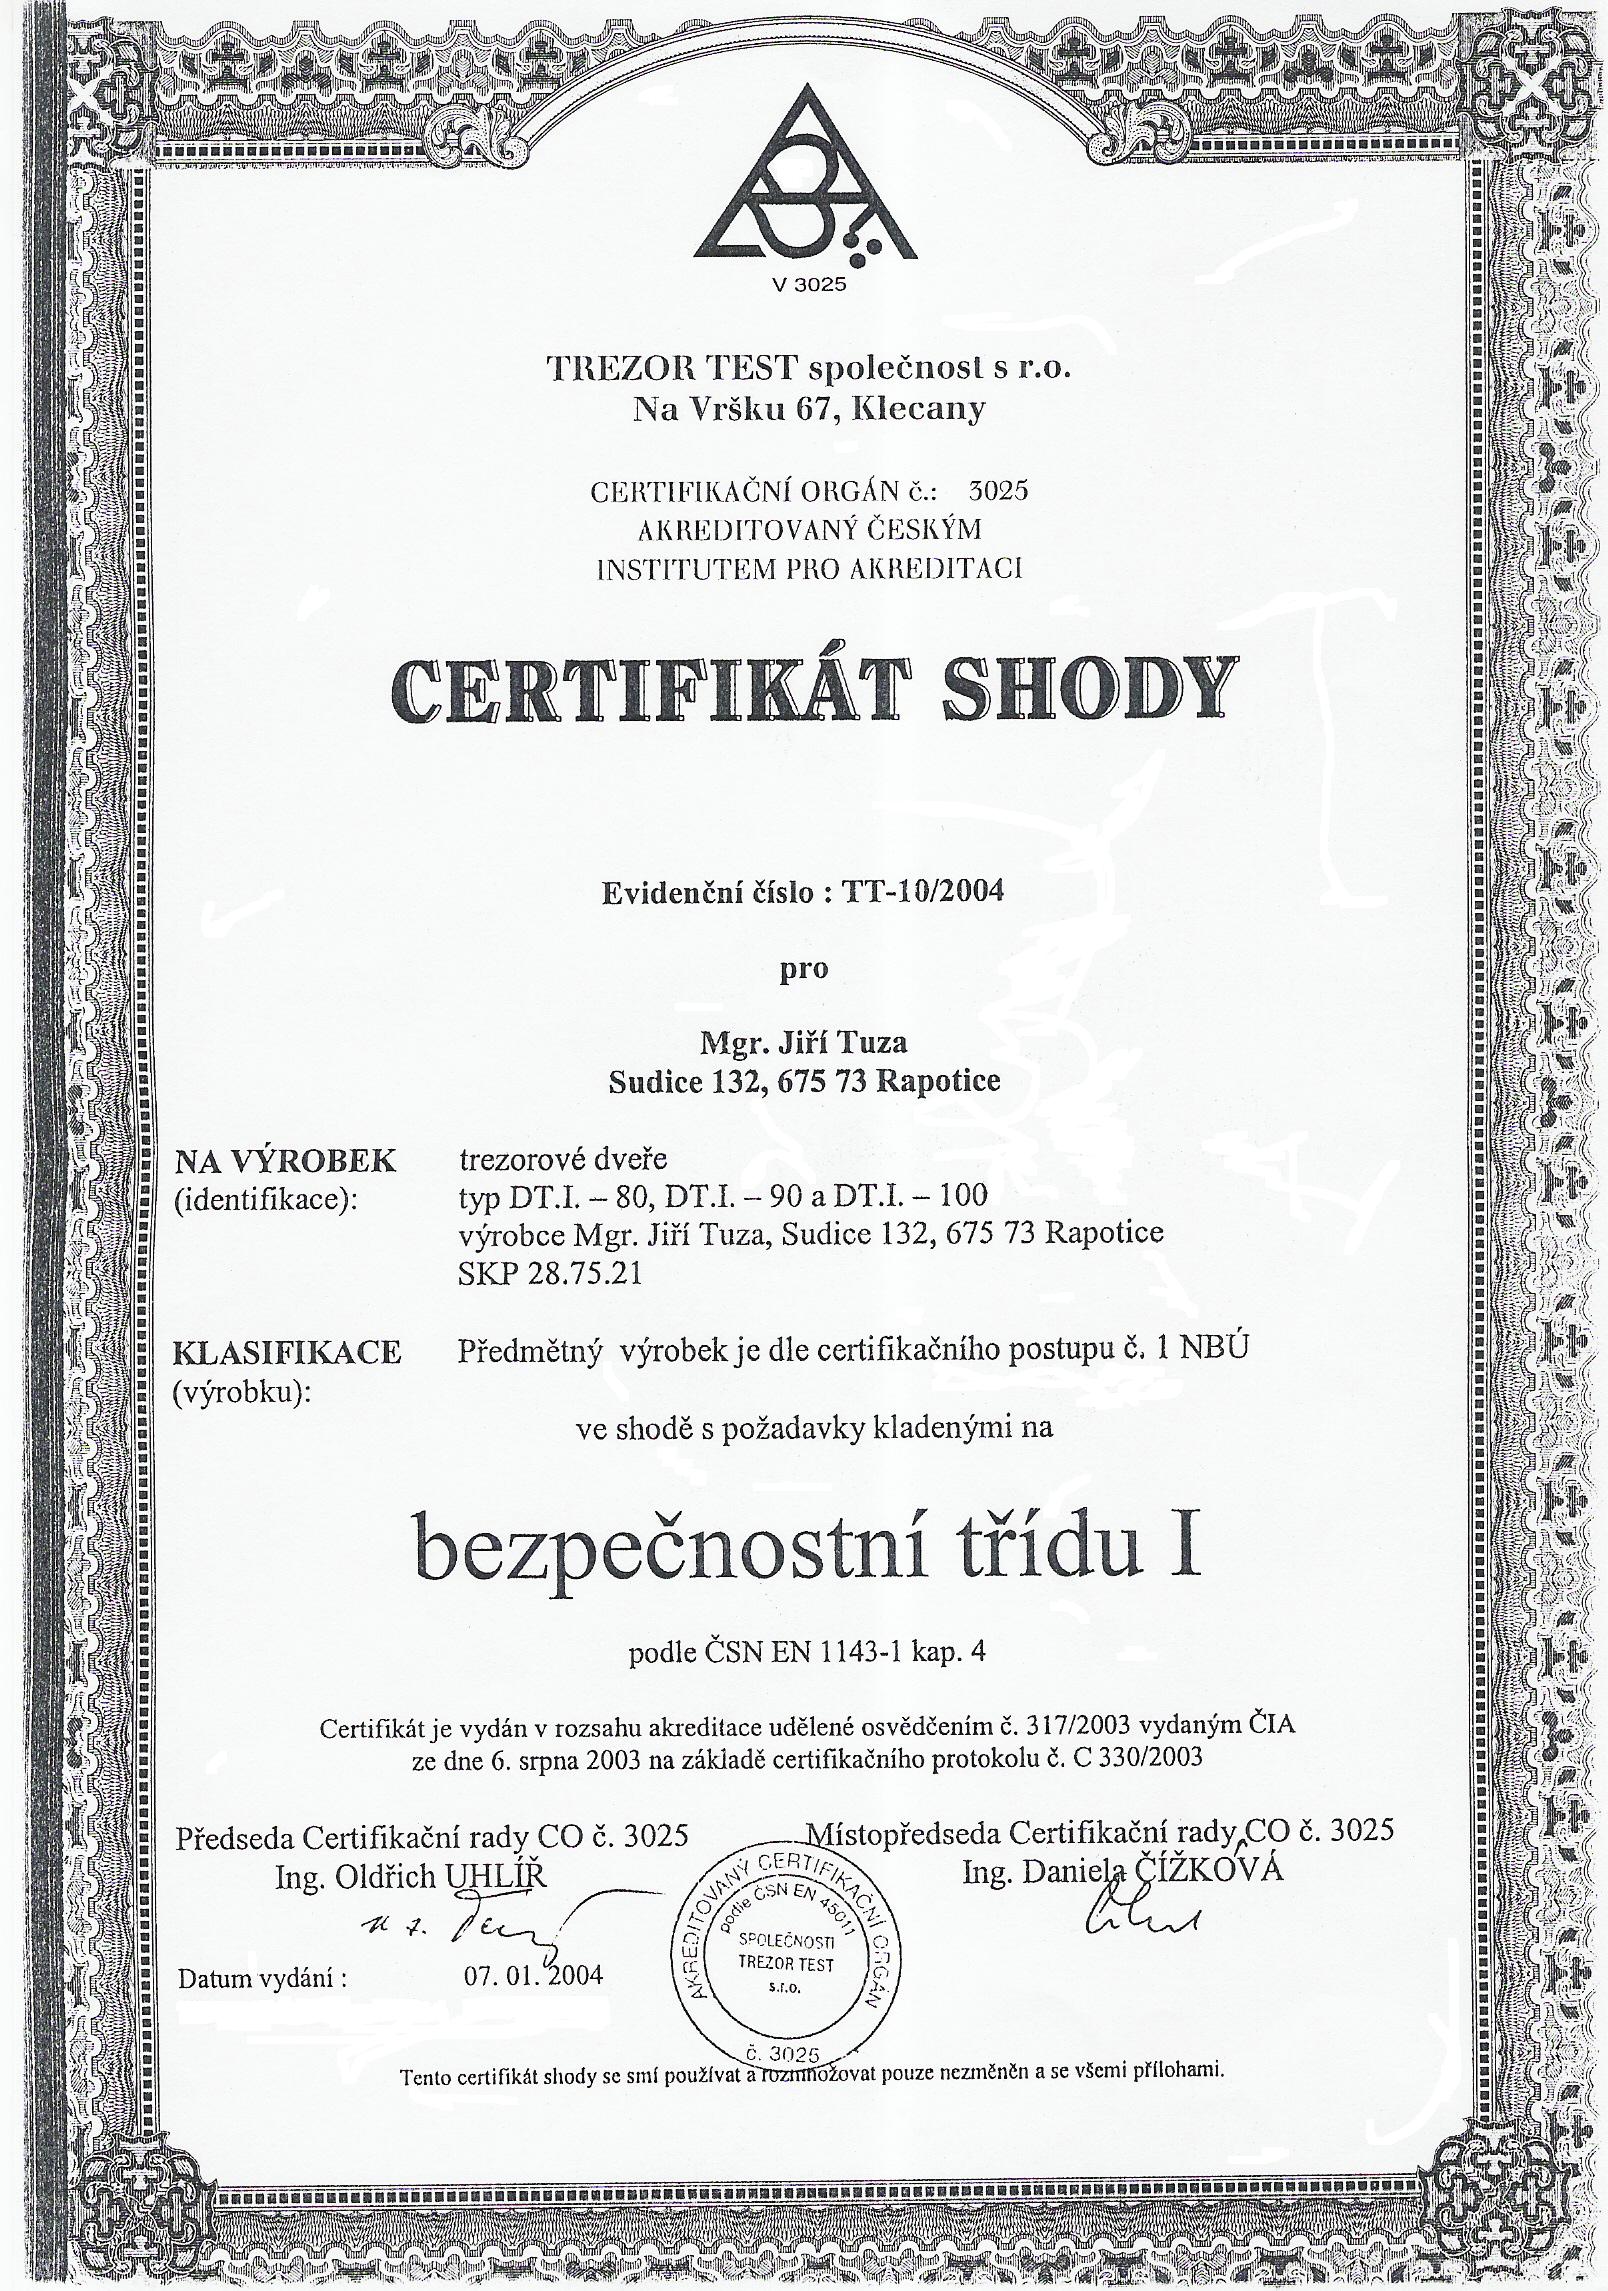 V 3025
TREZOR TEST společnost s r.o.
Na Vršku 67, Klecany
CERTIFIKAČNÍ ORGÁN č.: 3025
AKREDITOVANÝ ČESKÝM
INSTITUTEM PRO AKREDITACI
CERTIFIKÁT SHODY
Evidenční číslo : TT-10/2004
pro
Mgr. Jiří Tuza
Sudice 132, 675 73 Rapotice
NA VÝROBEK trezorové dveře
(identifikace): typ DT.I. – 80, DT.I. – 90 a DT.I. – 100
výrobce Mgr. Jiří Tuza, Sudice 132, 675 73 Rapotice
SKP 28.75.21
KLASIFIKACE Předmětný výrobek je dle certifikačního postupu č. 1 NBÚ
(výrobku):
ve shodě s požadavky kladenými na
bezpečnostní třídu I
podle ČSN EN 1143-1 kap. 4
Certifikát je vydán v rozsahu akreditace udělené osvědčením č. 317/2003 vydaným ČIA
ze dne 6. srpna 2003 na základě certifikačního protokolu č. C 330/2003
Předseda Certifikační rady CO č. 3025 Místopředseda Certifikační rady CO č. 3025
Ing. Oldřich UHLÍŘ Ing. Daniela ČÍŽKOVÁ
AKREDITOVANÝ CERTIFIKAČNÍ ORGÁN
podle ČSN EN 45011
SPOLEČNOSTI
TREZOR TEST
s.r.o.
č. 3025
Datum vydání : 07. 01. 2004
Tento certifikát shody se smí používat a rozmnožovat pouze nezměněn a se všemi přílohami.